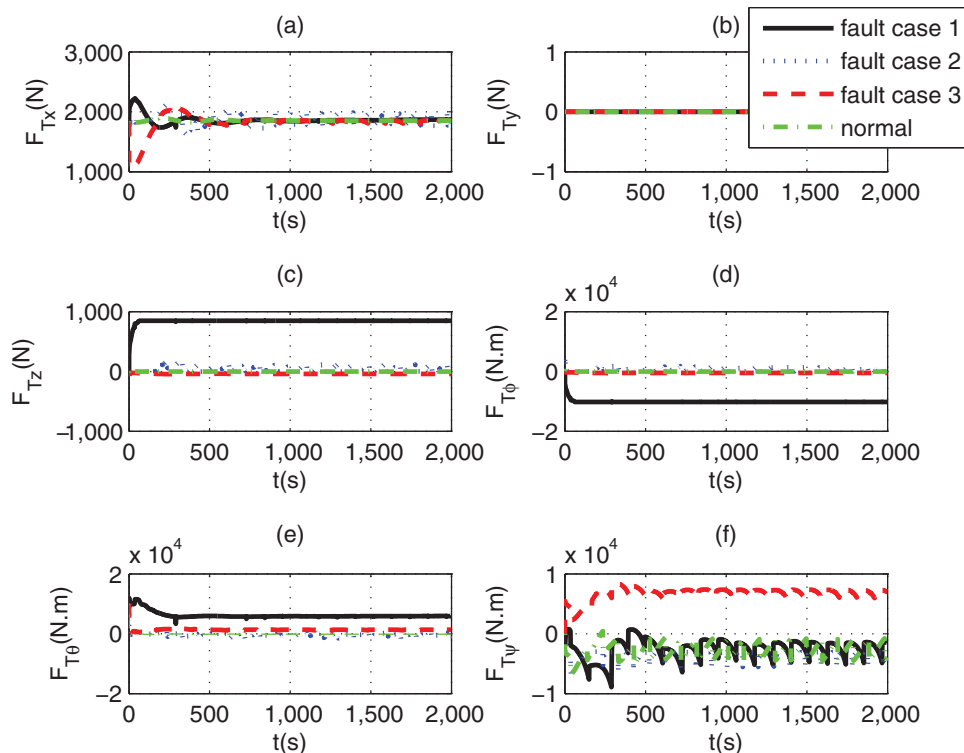 (a)
3,000
2,000
1,000
F_Tx(N)
0 500 1,000 1,500 2,000
t(s)
(b)
1
0
−1
F_Ty(N)
0 500 1,000 1,500 2,000
t(s)
fault case 1
fault case 2
fault case 3
normal
(c)
1,000
0
−1,000
F_Tz(N)
0 500 1,000 1,500 2,000
t(s)
(d)
x 10^4
2
0
−2
F_Tϕ(N.m)
0 500 1,000 1,500 2,000
t(s)
(e)
x 10^4
2
0
−2
F_Tθ(N.m)
0 500 1,000 1,500 2,000
t(s)
(f)
x 10^4
1
0
−1
F_Tψ(N.m)
0 500 1,000 1,500 2,000
t(s)